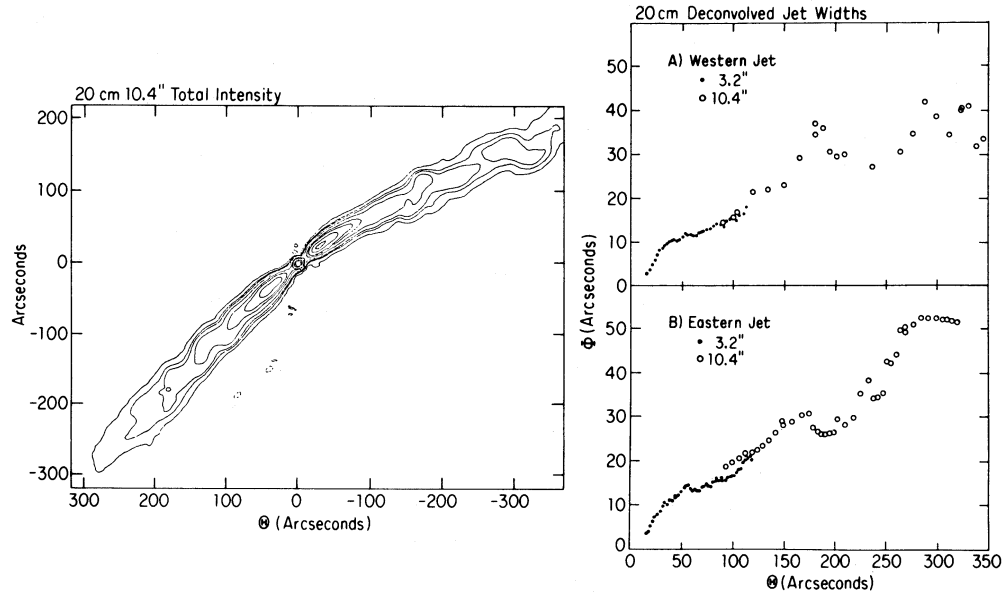 20 cm 10.4" Total Intensity
200
100
0
-100
-200
-300
Arcseconds
200 100 0 -100 -200 -300
Θ (Arcseconds)
20 cm Deconvolved Jet Widths
A) Western Jet
• 3.2"
○ 10.4"
50
40
30
20
10
0
Φ (Arcseconds)
B) Eastern Jet
• 3.2"
○ 10.4"
50
40
30
20
10
0
0 50 100 150 200 250 300 350
Θ (Arcseconds)